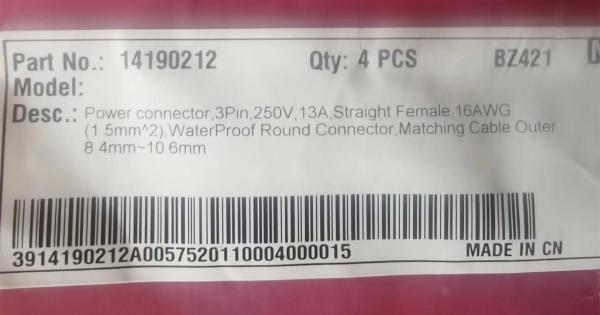 Part No.: 14190212 Qty: 4 PCS BZ421
Model:
Desc.: Power connector,3Pin,250V,13A,Straight Female,16AWG
(1 5mm^2),WaterProof Round Connector,Matching Cable Outer
8.4mm~10.6mm
3914190212A0057520110004000015 MADE IN CN